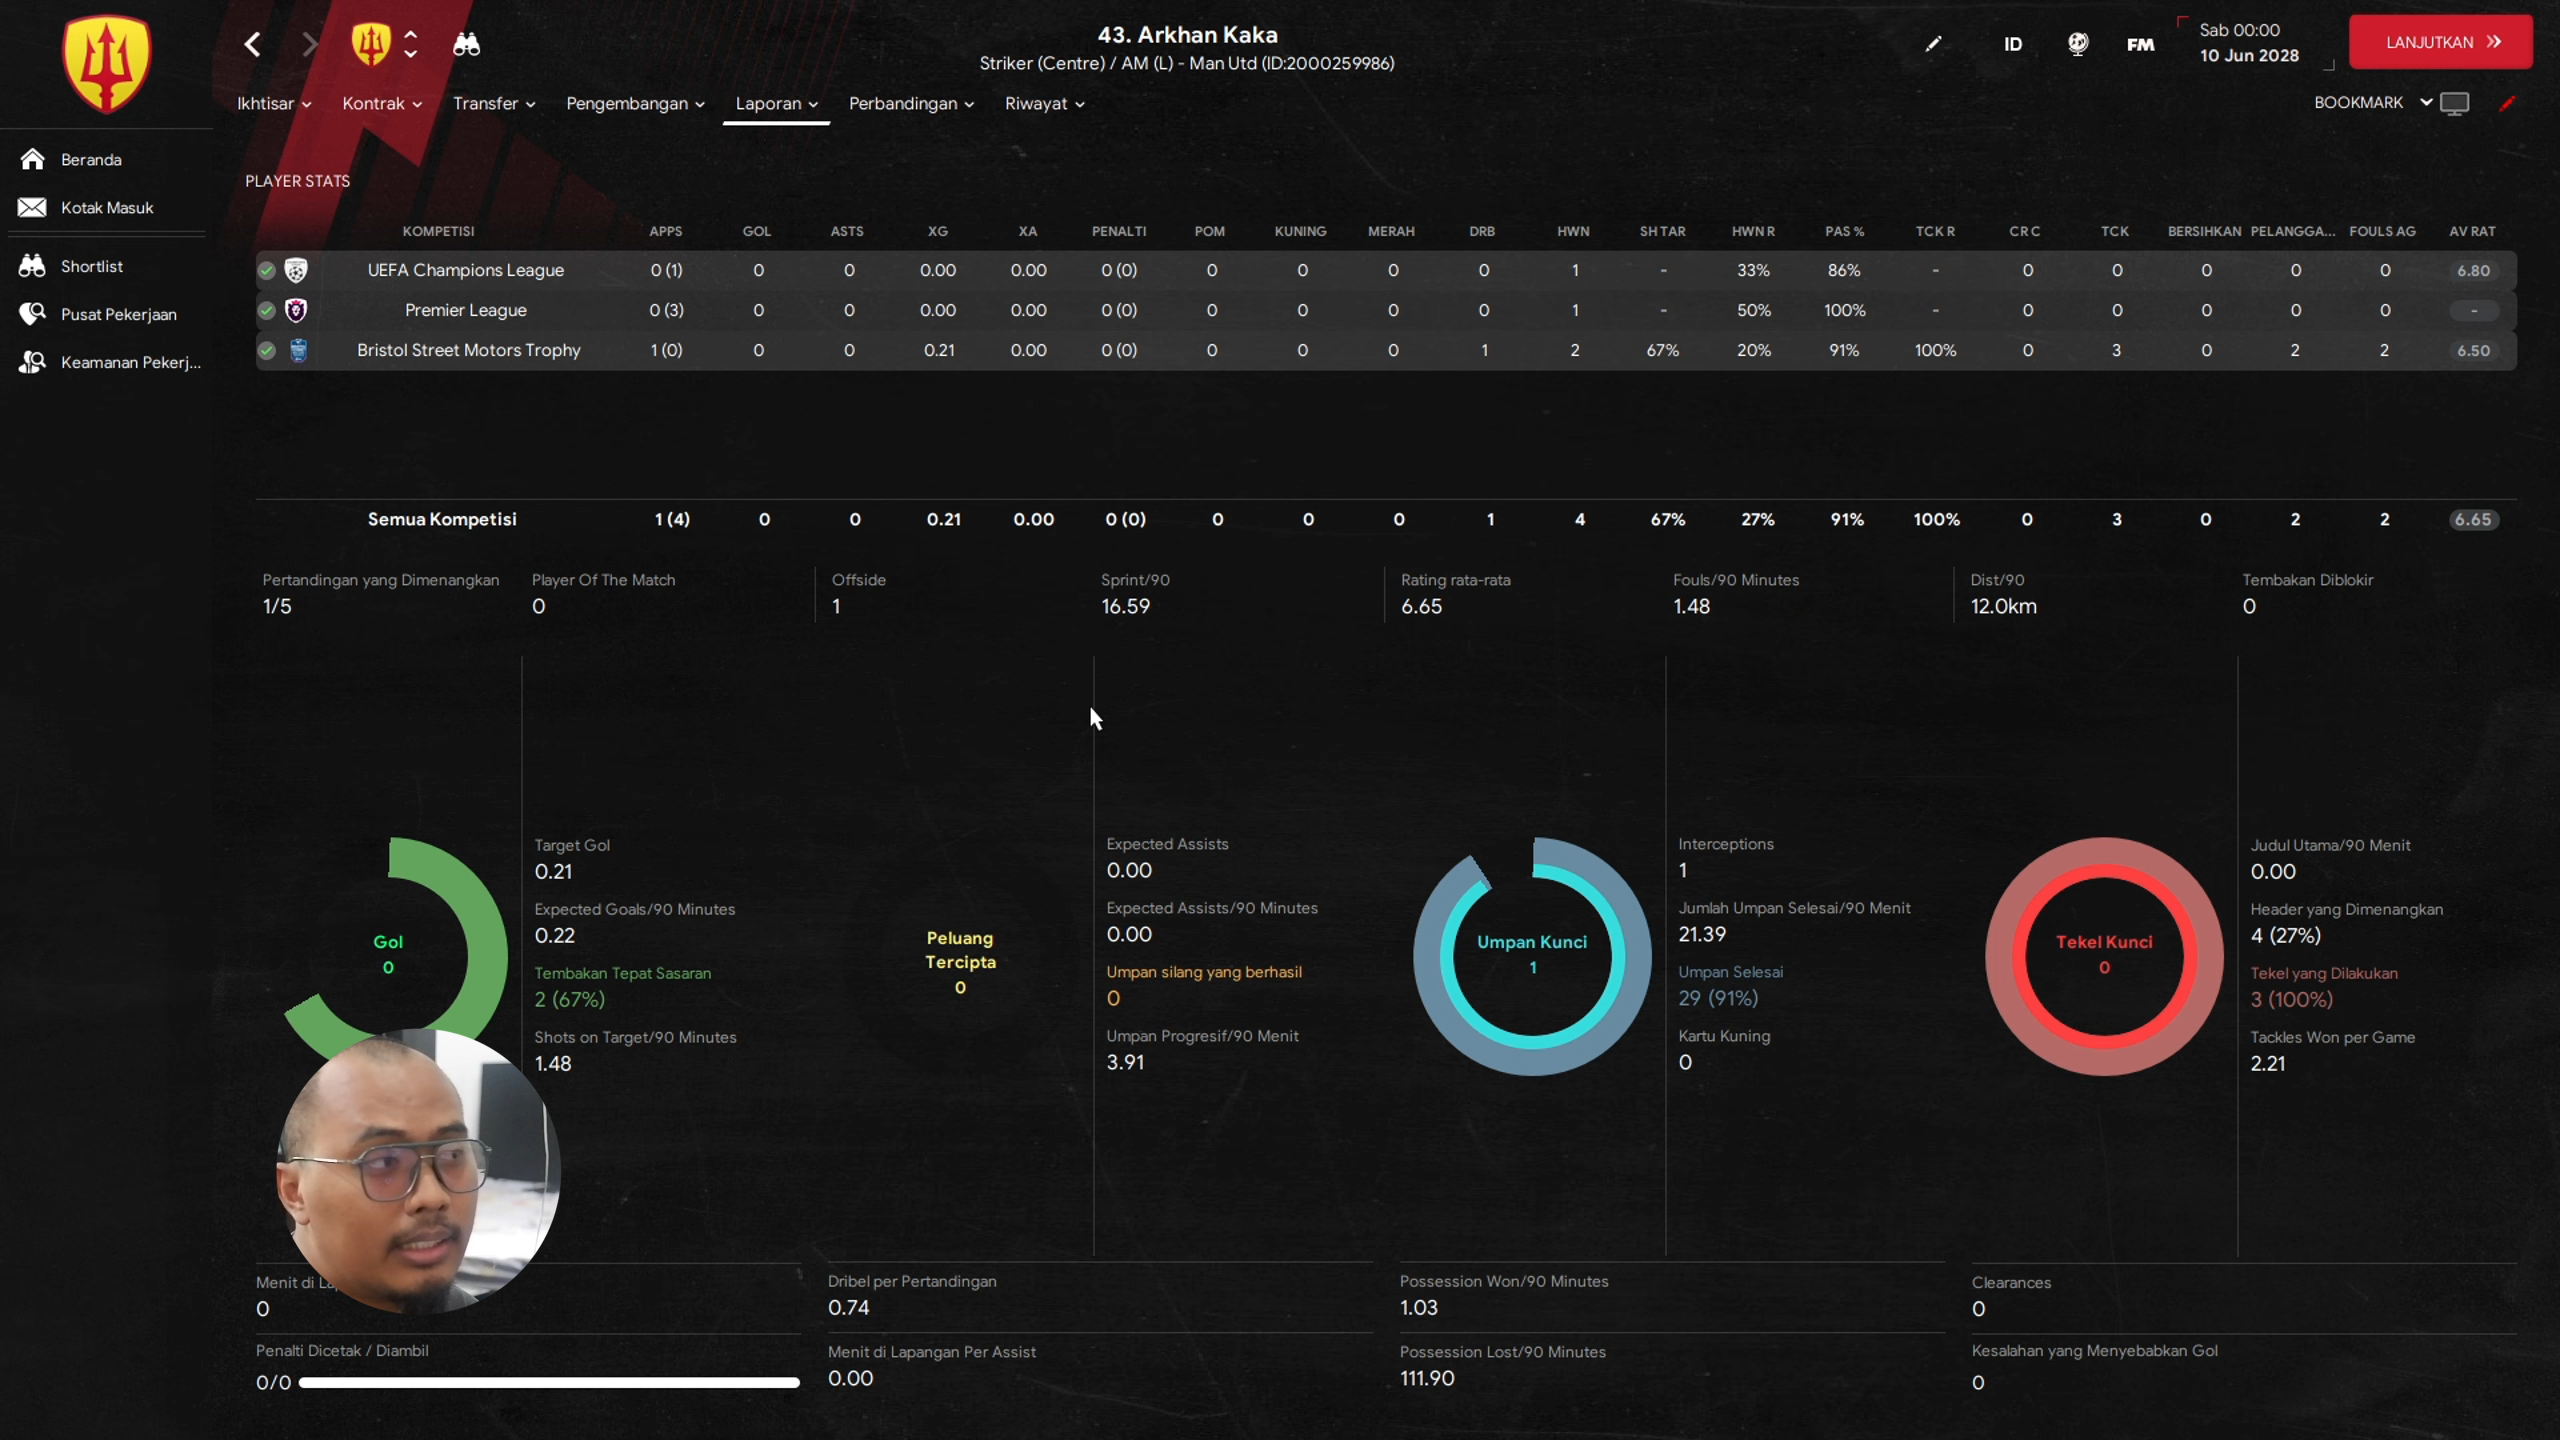 43. Arkhan Kaka
Striker (Centre) / AM (L) - Man Utd (ID:2000259986)
ID
FM
Sab 00:00
10 Jun 2028
LANJUTKAN
Ikhtisar
Kontrak
Transfer
Pengembangan
Laporan
Perbandingan
Riwayat
BOOKMARK
Beranda
Kotak Masuk
Shortlist
Pusat Pekerjaan
Keamanan Pekerj...
PLAYER STATS
KOMPETISI APPS GOL ASTS XG XA PENALTI POM KUNING MERAH DRB HWN SH TAR HWN R PAS % TCK R CR C TCK BERSIHKAN PELANGGA... FOULS AG AV RAT
UEFA Champions League 0 (1) 0 0 0.00 0.00 0 (0) 0 0 0 0 1 - 33% 86% - 0 0 0 0 0 6.80
Premier League 0 (3) 0 0 0.00 0.00 0 (0) 0 0 0 0 1 - 50% 100% - 0 0 0 0 0 -
Bristol Street Motors Trophy 1 (0) 0 0 0.21 0.00 0 (0) 0 0 0 1 2 67% 20% 91% 100% 0 3 0 2 2 6.50
Semua Kompetisi 1 (4) 0 0 0.21 0.00 0 (0) 0 0 0 1 4 67% 27% 91% 100% 0 3 0 2 2 6.65
Pertandingan yang Dimenangkan
1/5
Player Of The Match
0
Offside
1
Sprint/90
16.59
Rating rata-rata
6.65
Fouls/90 Minutes
1.48
Dist/90
12.0km
Tembakan Diblokir
0
Gol
0
Target Gol
0.21
Expected Goals/90 Minutes
0.22
Tembakan Tepat Sasaran
2 (67%)
Shots on Target/90 Minutes
1.48
Peluang
Tercipta
0
Expected Assists
0.00
Expected Assists/90 Minutes
0.00
Umpan silang yang berhasil
0
Umpan Progresif/90 Menit
3.91
Umpan Kunci
1
Interceptions
1
Jumlah Umpan Selesai/90 Menit
21.39
Umpan Selesai
29 (91%)
Kartu Kuning
0
Tekel Kunci
0
Judul Utama/90 Menit
0.00
Header yang Dimenangkan
4 (27%)
Tekel yang Dilakukan
3 (100%)
Tackles Won per Game
2.21
Menit di
0
Dribel per Pertandingan
0.74
Possession Won/90 Minutes
1.03
Clearances
0
Penalti Dicetak / Diambil
0/0
Menit di Lapangan Per Assist
0.00
Possession Lost/90 Minutes
111.90
Kesalahan yang Menyebabkan Gol
0